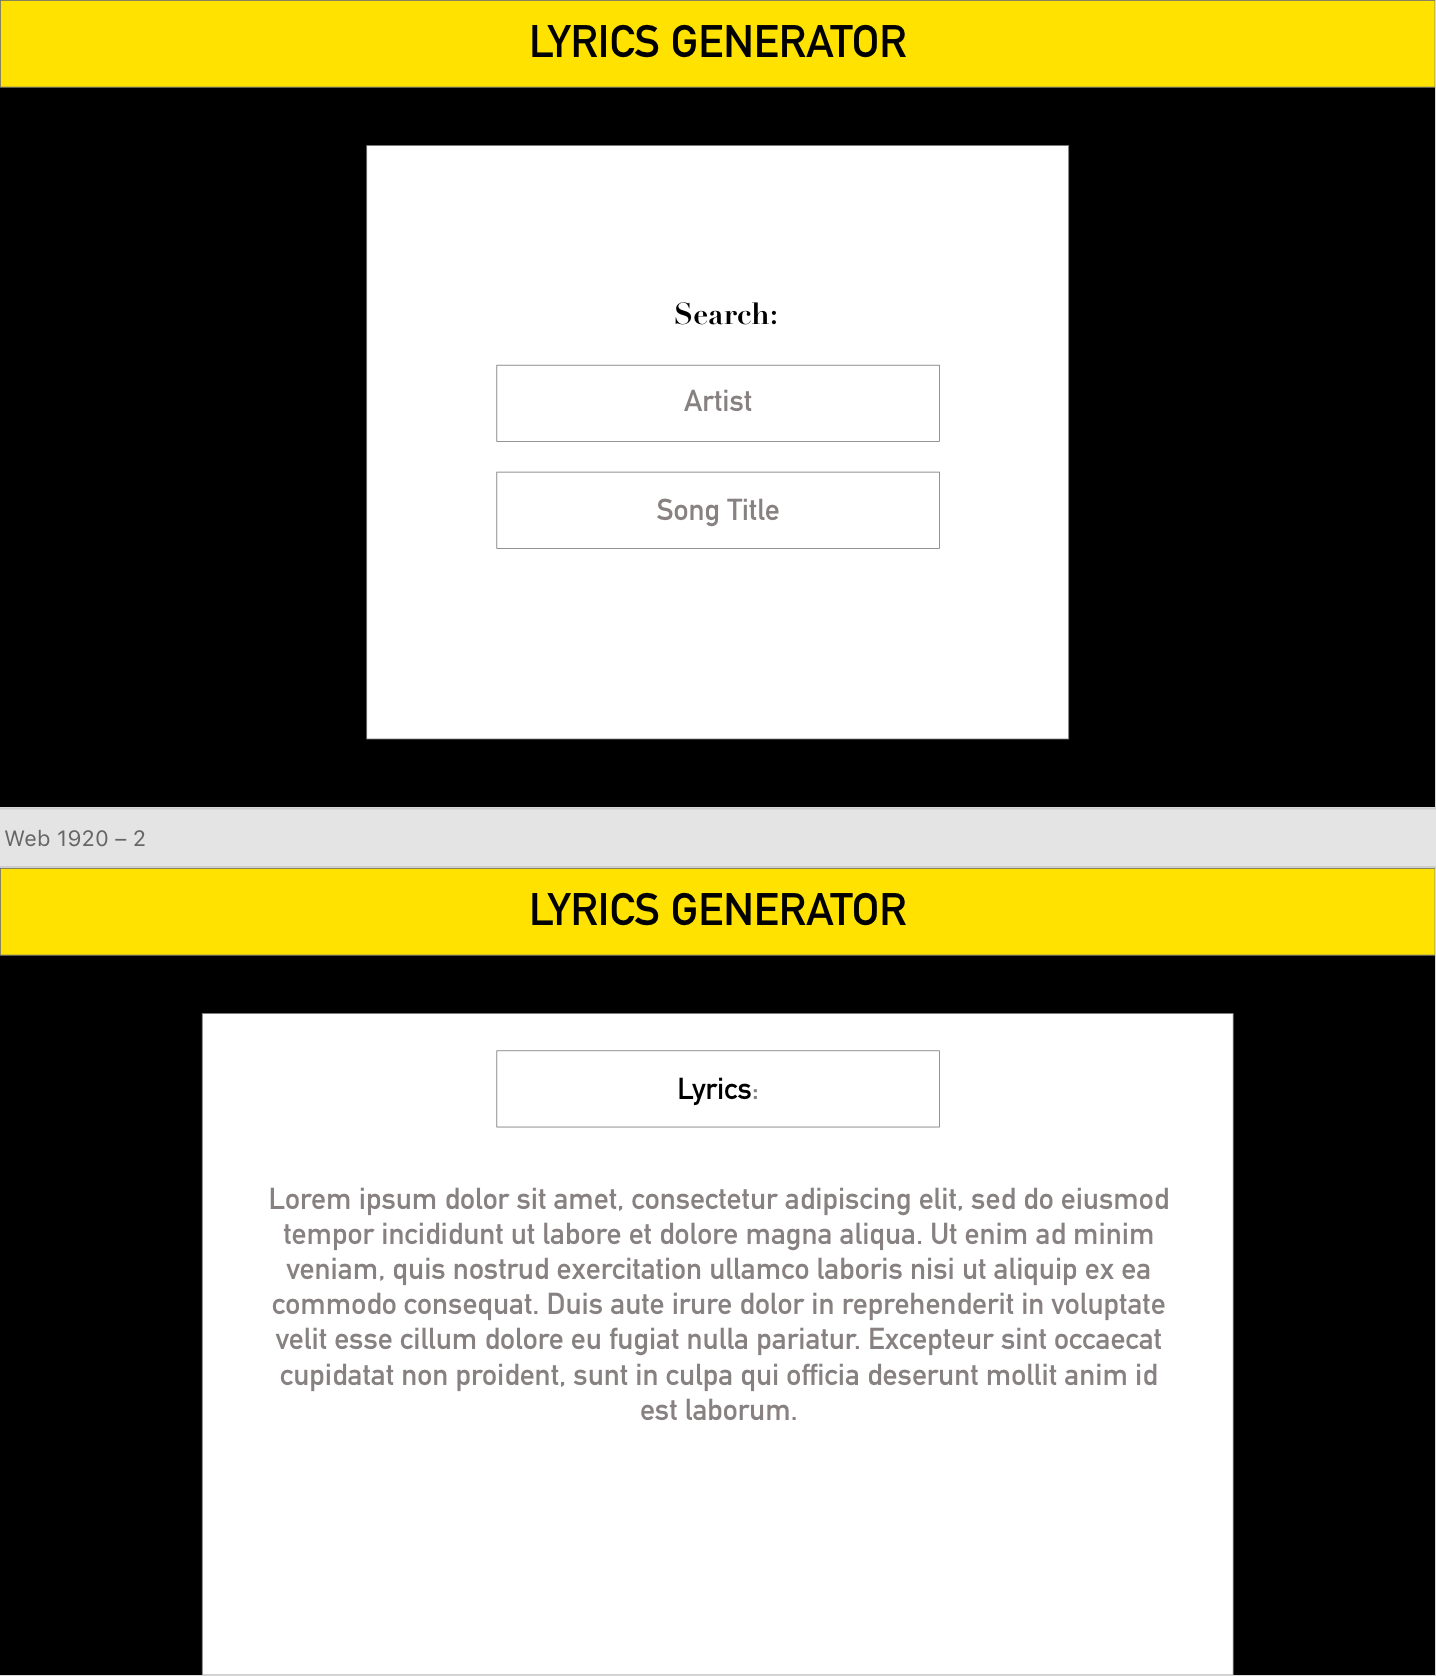 LYRICS GENERATOR
Search:
Artist
Song Title
Web 1920 – 2
LYRICS GENERATOR
Lyrics:
Lorem ipsum dolor sit amet, consectetur adipiscing elit, sed do eiusmod
tempor incididunt ut labore et dolore magna aliqua. Ut enim ad minim
veniam, quis nostrud exercitation ullamco laboris nisi ut aliquip ex ea
commodo consequat. Duis aute irure dolor in reprehenderit in voluptate
velit esse cillum dolore eu fugiat nulla pariatur. Excepteur sint occaecat
cupidatat non proident, sunt in culpa qui officia deserunt mollit anim id
est laborum.